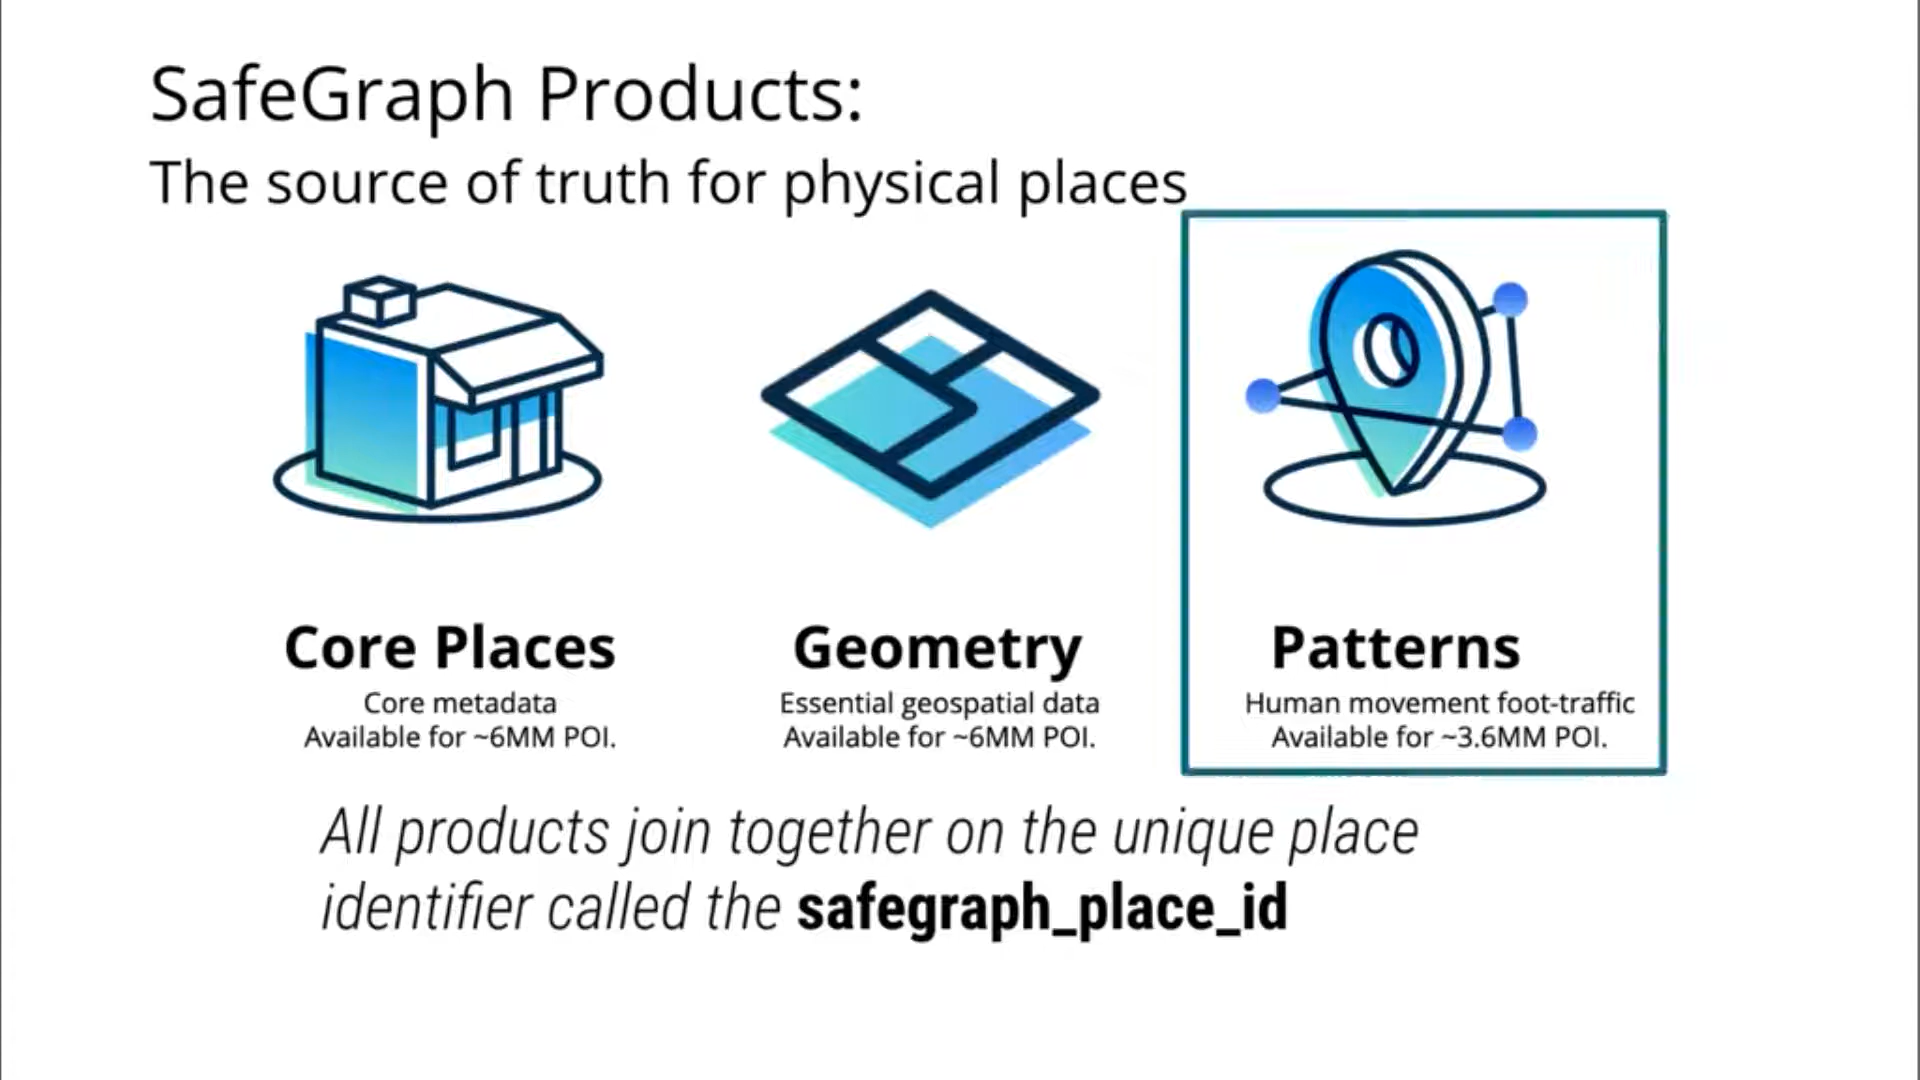 SafeGraph Products:
The source of truth for physical places
Core Places
Core metadata
Available for ~6MM POI.
Geometry
Essential geospatial data
Available for ~6MM POI.
Patterns
Human movement foot-traffic
Available for ~3.6MM POI.
All products join together on the unique place
identifier called the safegraph_place_id